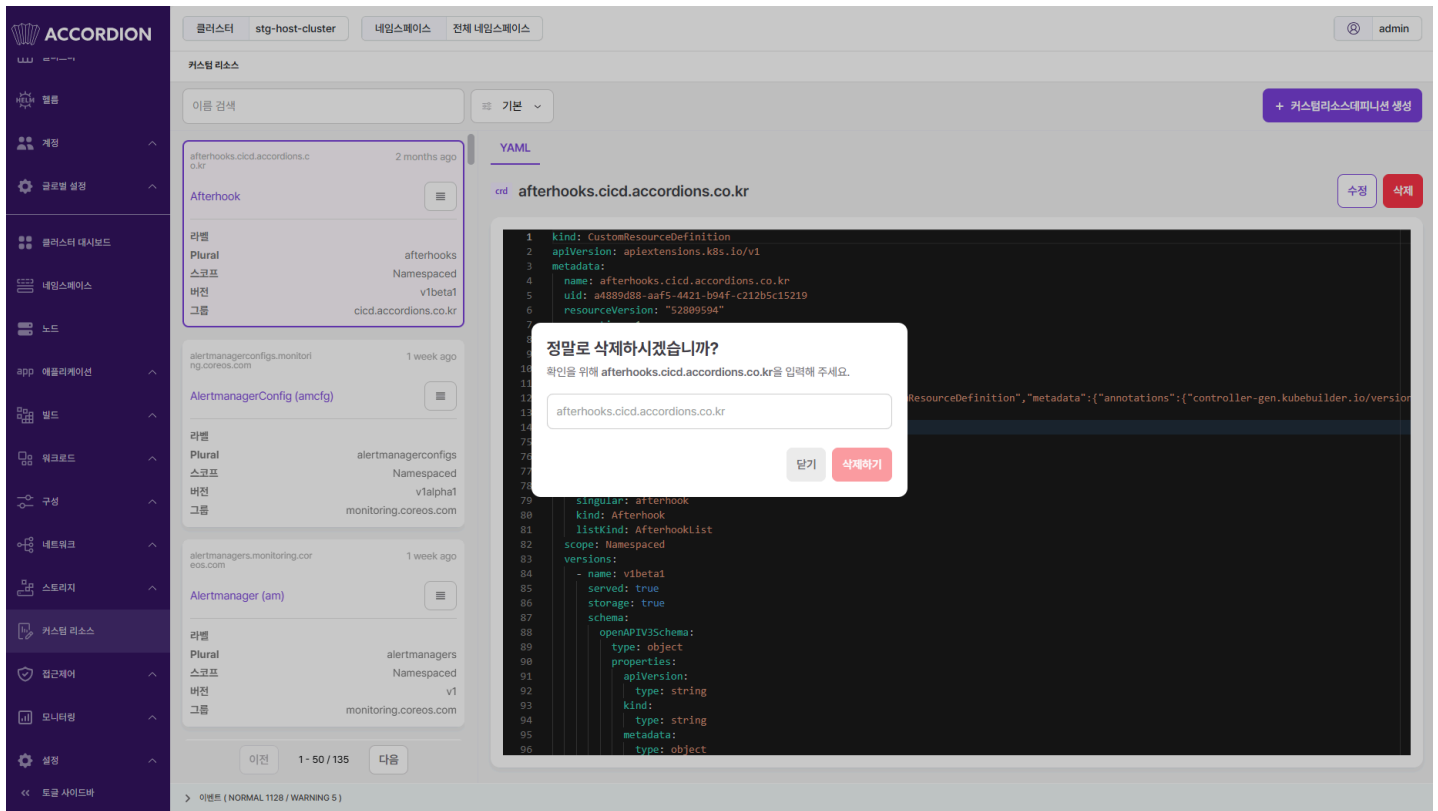 ACCORDION
클러스터 stg-host-cluster 네임스페이스 전체 네임스페이스
admin
HELM 헬름
계정
글로벌 설정
클러스터 대시보드
네임스페이스
노드
app 애플리케이션
빌드
워크로드
구성
네트워크
스토리지
커스텀 리소스
접근제어
모니터링
설정
<< 토글 사이드바
커스텀 리소스
이름 검색
기본
+ 커스텀리소스데피니션 생성
afterhooks.cicd.accordions.c
o.kr
2 months ago
Afterhook
라벨
Plural afterhooks
스코프 Namespaced
버전 v1beta1
그룹 cicd.accordions.co.kr
alertmanagerconfigs.monitori
ng.coreos.com
1 week ago
AlertmanagerConfig (amcfg)
라벨
Plural alertmanagerconfigs
스코프 Namespaced
버전 v1alpha1
그룹 monitoring.coreos.com
alertmanagers.monitoring.cor
eos.com
1 week ago
Alertmanager (am)
라벨
Plural alertmanagers
스코프 Namespaced
버전 v1
그룹 monitoring.coreos.com
이전 1 - 50 / 135 다음
YAML
crd afterhooks.cicd.accordions.co.kr
수정 삭제
1 kind: CustomResourceDefinition
2 apiVersion: apiextensions.k8s.io/v1
3 metadata:
4 name: afterhooks.cicd.accordions.co.kr
5 uid: a4889d88-aaf5-4421-b94f-c212b5c15219
6 resourceVersion: "52809594"
7
8
9
10
11
12 ResourceDefinition","metadata":{"annotations":{"controller-gen.kubebuilder.io/version
13
14
75
76
77
78
79 singular: afterhook
80 kind: Afterhook
81 listKind: AfterhookList
82 scope: Namespaced
83 versions:
84 - name: v1beta1
85 served: true
86 storage: true
87 schema:
88 openAPIV3Schema:
89 type: object
90 properties:
91 apiVersion:
92 type: string
93 kind:
94 type: string
95 metadata:
96 type: object
정말로 삭제하시겠습니까?
확인을 위해 afterhooks.cicd.accordions.co.kr을 입력해 주세요.
afterhooks.cicd.accordions.co.kr
닫기 삭제하기
이벤트 ( NORMAL 1128 / WARNING 5 )